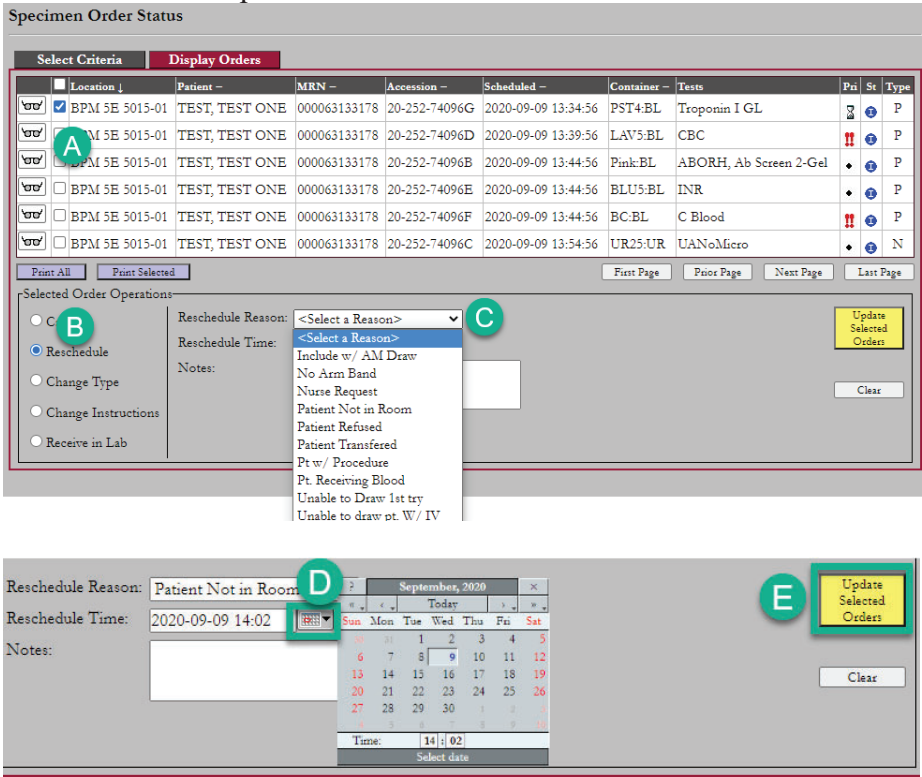 Specimen Order Status
Select Criteria Display Orders
Location ↓ Patient – MRN – Accession – Scheduled – Container – Tests Pri St Type
BPM 5E 5015-01 TEST, TEST ONE 000063133178 20-252-74096G 2020-09-09 13:34:56 PST4:BL Troponin I GL P
5E 5015-01 TEST, TEST ONE 000063133178 20-252-74096D 2020-09-09 13:39:56 LAV5:BL CBC P
A
BPM 5E 5015-01 TEST, TEST ONE 000063133178 20-252-74096B 2020-09-09 13:44:56 Pink:BL ABORH, Ab Screen 2-Gel P
BPM 5E 5015-01 TEST, TEST ONE 000063133178 20-252-74096E 2020-09-09 13:44:56 BLU5:BL INR P
BPM 5E 5015-01 TEST, TEST ONE 000063133178 20-252-74096F 2020-09-09 13:44:56 BC:BL C Blood P
BPM 5E 5015-01 TEST, TEST ONE 000063133178 20-252-74096C 2020-09-09 13:54:56 UR25:UR UANoMicro N
Print All Print Selected First Page Prior Page Next Page Last Page
Selected Order Operations
B
Reschedule
Change Type
Change Instructions
Receive in Lab
Reschedule Reason: <Select a Reason> C
Reschedule Time:
Notes:
<Select a Reason>
Include w/ AM Draw
No Arm Band
Nurse Request
Patient Not in Room
Patient Refused
Patient Transfered
Pt w/ Procedure
Pt. Receiving Blood
Unable to Draw 1st try
Unable to draw pt. W/ IV
Update
Selected
Orders
Clear
Reschedule Reason: Patient Not in Room D
Reschedule Time: 2020-09-09 14:02
Notes:
? September, 2020 ×
« ‹ Today › »
Sun Mon Tue Wed Thu Fri Sat
30 31 1 2 3 4 5
6 7 8 9 10 11 12
13 14 15 16 17 18 19
20 21 22 23 24 25 26
27 28 29 30 1 2 3
4 5 6 7 8 9 10
Time: 14 : 02
Select date
E
Update
Selected
Orders
Clear